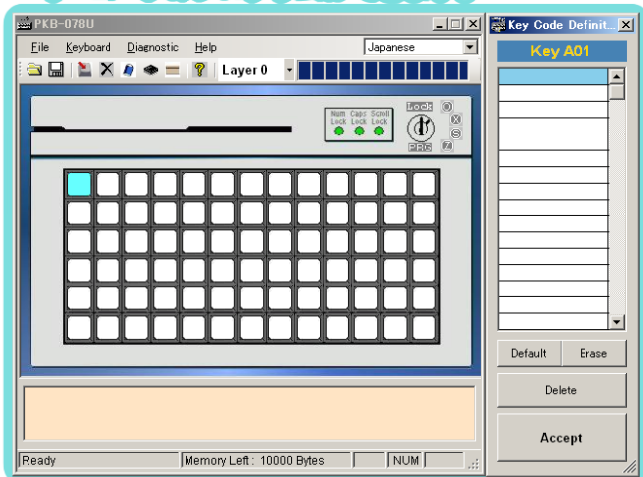 PKB-078U
File Keyboard Diagnostic Help Japanese
Layer 0
Num Caps Scroll
Lock Lock Lock
Lock
PRG
Key Code Definit...
Key A01
Default Erase
Delete
Accept
Ready Memory Left : 10000 Bytes NUM